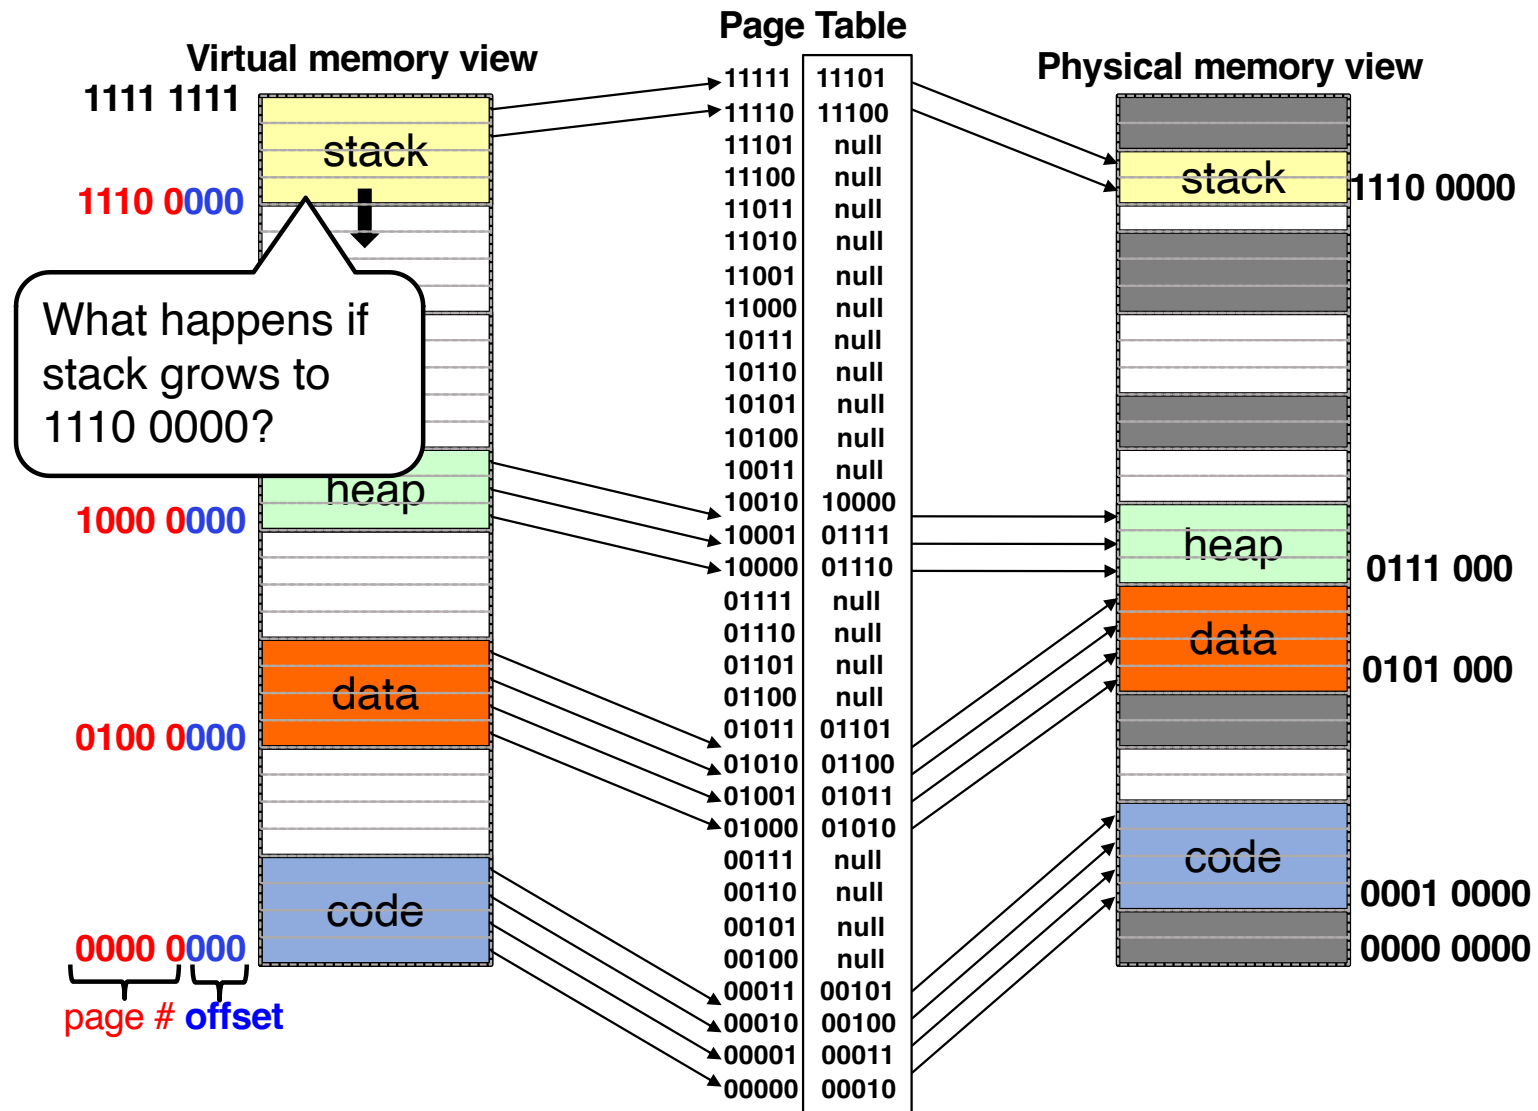 Page Table
Virtual memory view
Physical memory view
1111 1111
stack
1110 0000
What happens if
stack grows to
1110 0000?
heap
1000 0000
data
0100 0000
code
0000 0000
page # offset
11111 11101
11110 11100
11101 null
11100 null
11011 null
11010 null
11001 null
11000 null
10111 null
10110 null
10101 null
10100 null
10011 null
10010 10000
10001 01111
10000 01110
01111 null
01110 null
01101 null
01100 null
01011 01101
01010 01100
01001 01011
01000 01010
00111 null
00110 null
00101 null
00100 null
00011 00101
00010 00100
00001 00011
00000 00010
stack
1110 0000
heap
0111 000
data
0101 000
code
0001 0000
0000 0000